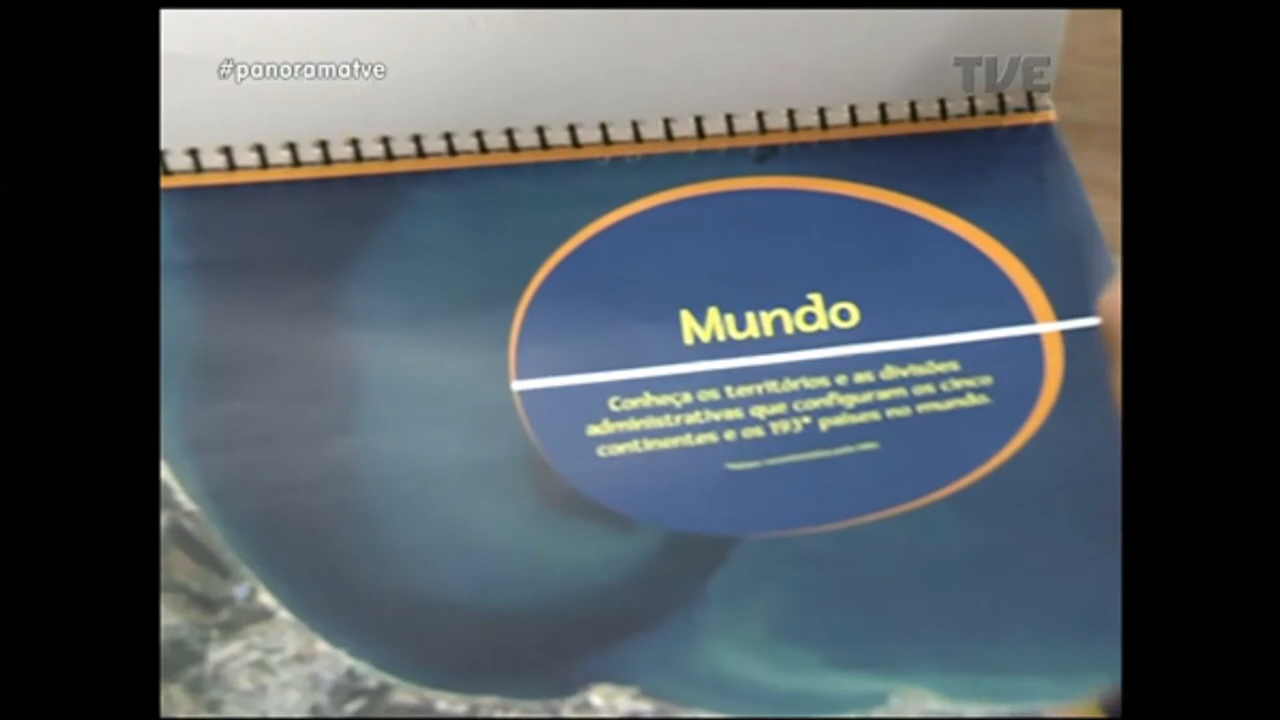 #panoramatve
TVE
Mundo
Conheça os territórios e as divisões
administrativas que configuram os cinco
continentes e os 193* países no mundo.